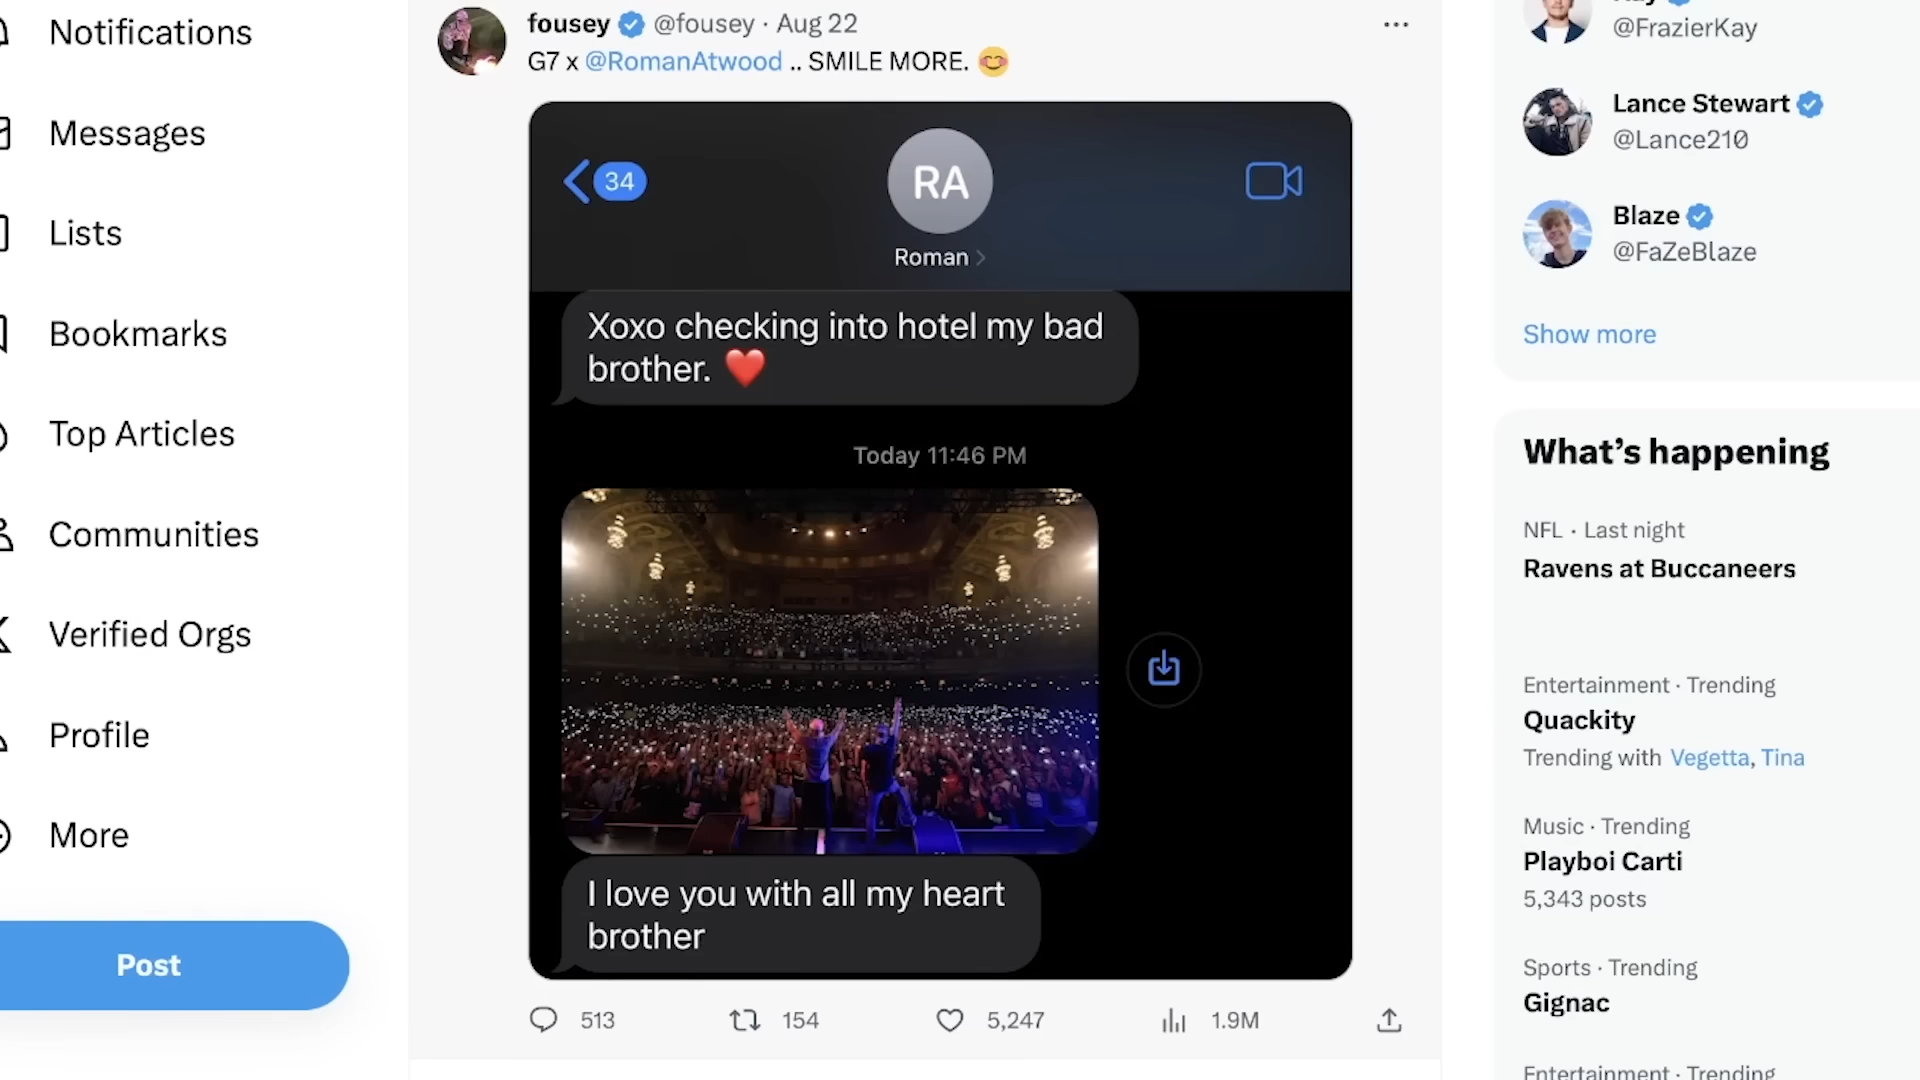 Notifications
Messages
Lists
Bookmarks
Top Articles
Communities
Verified Orgs
Profile
More
Post
fousey @fousey · Aug 22
G7 x @RomanAtwood .. SMILE MORE. 😊
34
RA
Roman
Xoxo checking into hotel my bad
brother. ❤️
Today 11:46 PM
I love you with all my heart
brother
513 154 5,247 1.9M
@FrazierKay
Lance Stewart
@Lance210
Blaze
@FaZeBlaze
Show more
What’s happening
NFL · Last night
Ravens at Buccaneers
Entertainment · Trending
Quackity
Trending with Vegetta, Tina
Music · Trending
Playboi Carti
5,343 posts
Sports · Trending
Gignac
Entertainment · Trending